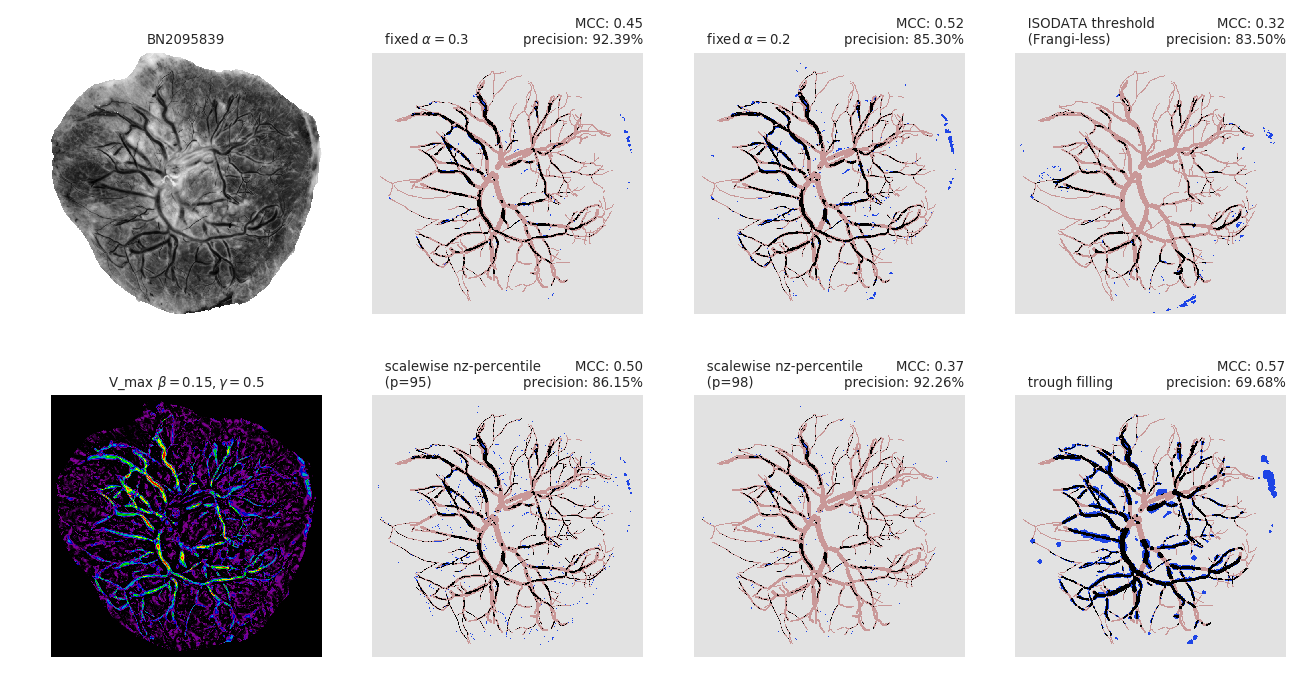 BN2095839
fixed α = 0.3
MCC: 0.45
precision: 92.39%
fixed α = 0.2
MCC: 0.52
precision: 85.30%
ISODATA threshold
(Frangi-less)
MCC: 0.32
precision: 83.50%
V_max β = 0.15, γ = 0.5
scalewise nz-percentile
(p=95)
MCC: 0.50
precision: 86.15%
scalewise nz-percentile
(p=98)
MCC: 0.37
precision: 92.26%
trough filling
MCC: 0.57
precision: 69.68%